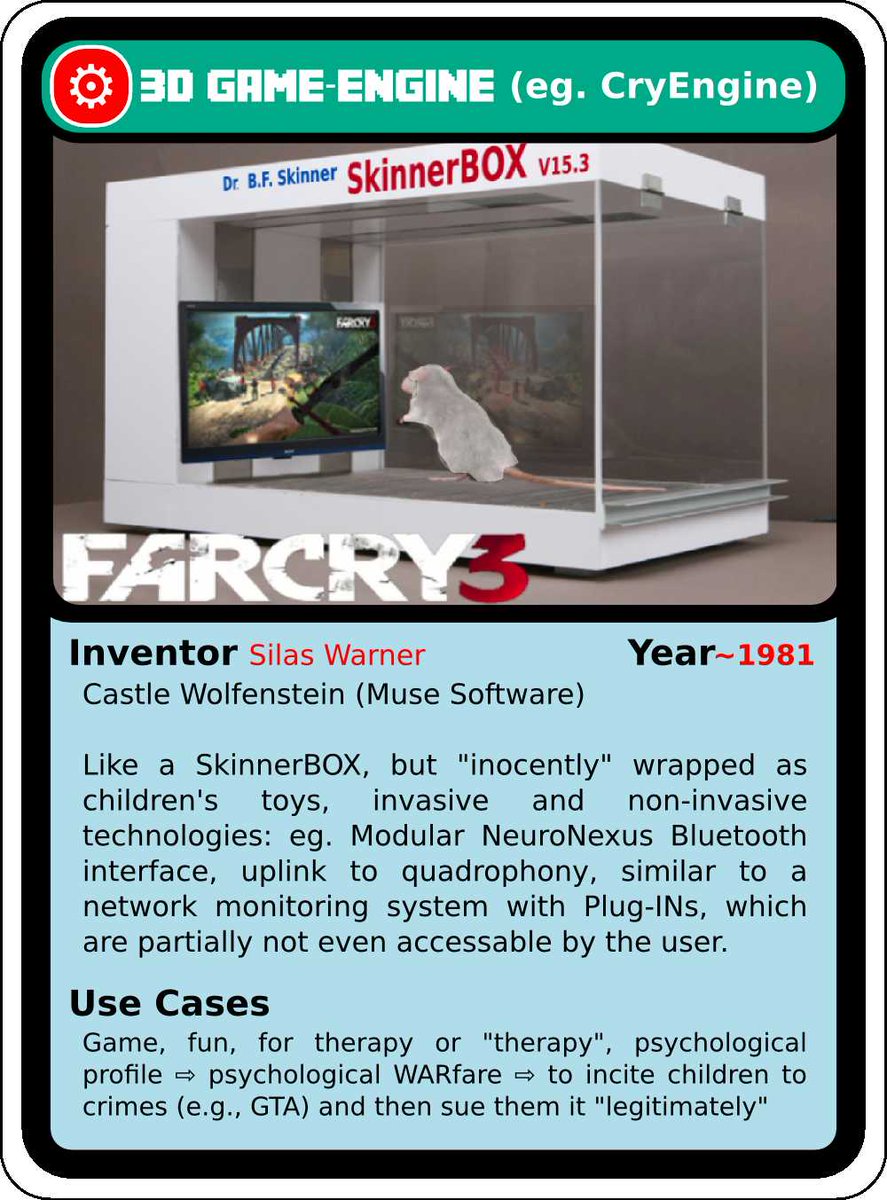 3D GAME-ENGINE (eg. CryEngine)
Dr. B.F. Skinner SkinnerBOX V15.3
FARCRY3
FARCRY3
Inventor Silas Warner Year~1981
Castle Wolfenstein (Muse Software)
Like a SkinnerBOX, but "inocently" wrapped as
children's toys, invasive and non-invasive
technologies: eg. Modular NeuroNexus Bluetooth
interface, uplink to quadrophony, similar to a
network monitoring system with Plug-INs, which
are partially not even accessable by the user.
Use Cases
Game, fun, for therapy or "therapy", psychological
profile ⇨ psychological WARfare ⇨ to incite children to
crimes (e.g., GTA) and then sue them it "legitimately"